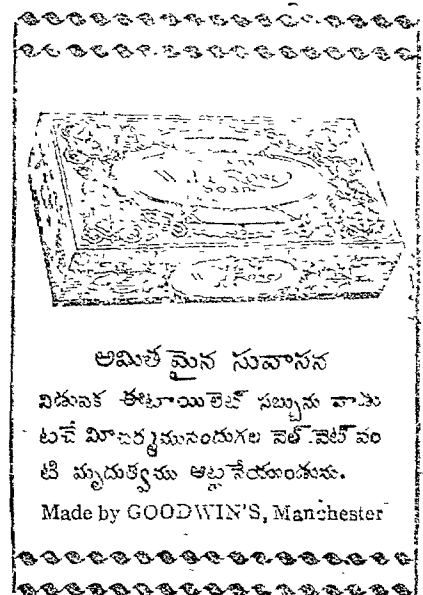 అమిత మైన సువాసన
విడువక ఈటాయిలెట్ సబ్బును వాడు
టచే మీచర్మమునందుగల వెల్ వెట్ వం
టి మృదుత్వము అట్లనేయుండును.
Made by GOODWIN'S, Manchester